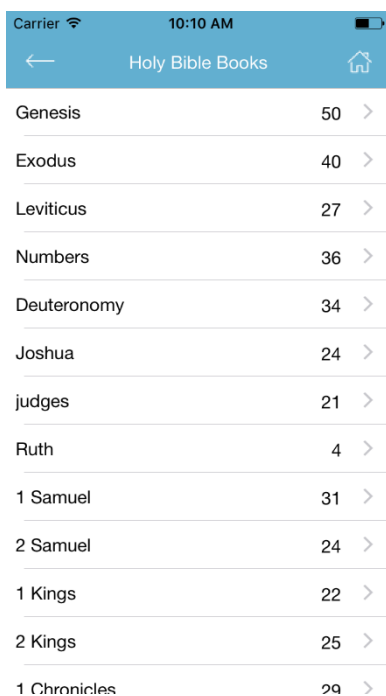 Carrier 10:10 AM
Holy Bible Books
Genesis 50
Exodus 40
Leviticus 27
Numbers 36
Deuteronomy 34
Joshua 24
judges 21
Ruth 4
1 Samuel 31
2 Samuel 24
1 Kings 22
2 Kings 25
1 Chronicles 29